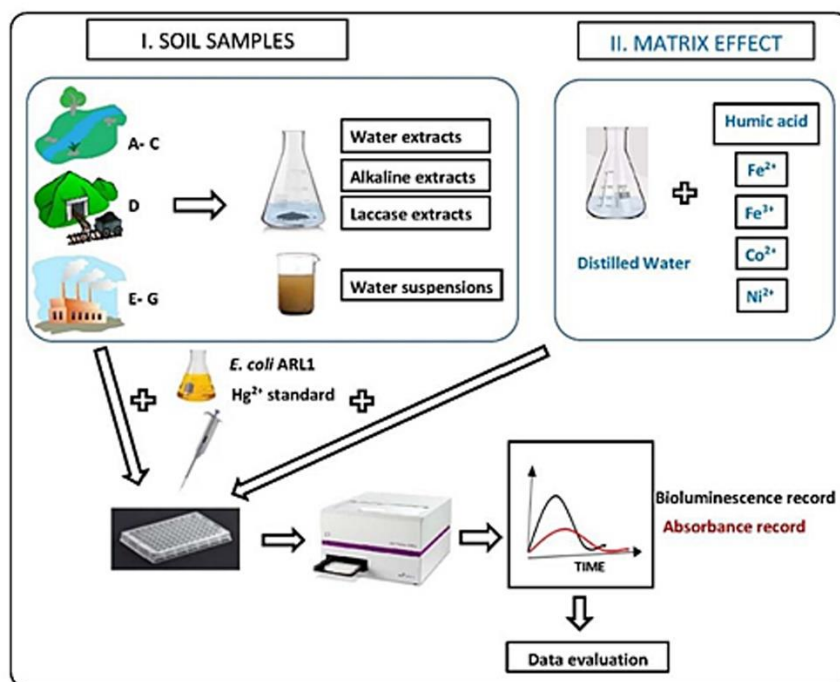 I. SOIL SAMPLES
II. MATRIX EFFECT
A- C
D
E- G
Water extracts
Alkaline extracts
Laccase extracts
Water suspensions
Distilled Water
Humic acid
Fe²⁺
Fe³⁺
Co²⁺
Ni²⁺
E. coli ARL1
Hg²⁺ standard
Bioluminescence record
Absorbance record
TIME
Data evaluation